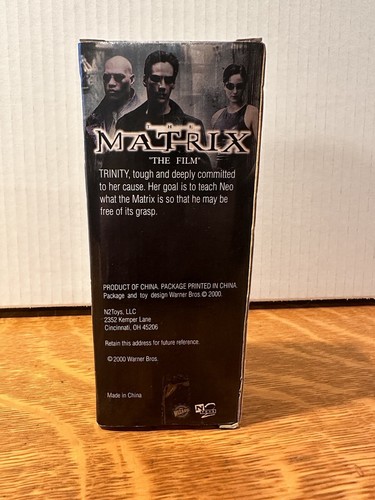 THE
MATRIX
"THE FILM"
TRINITY, tough and deeply committed
to her cause. Her goal is to teach Neo
what the Matrix is so that he may be
free of its grasp.
PRODUCT OF CHINA. PACKAGE PRINTED IN CHINA.
Package and toy design Warner Bros.© 2000.
N2Toys, LLC
2352 Kemper Lane
Cincinnati, OH 45206
Retain this address for future reference.
© 2000 Warner Bros.
Made in China